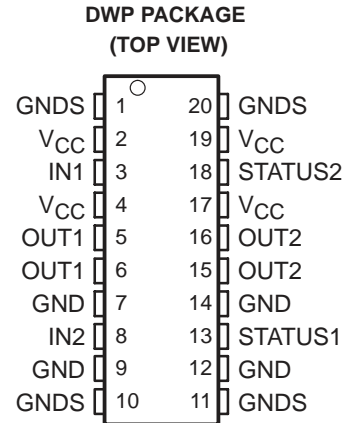 DWP PACKAGE
(TOP VIEW)
GNDS 1 20 GNDS
VCC 2 19 VCC
IN1 3 18 STATUS2
VCC 4 17 VCC
OUT1 5 16 OUT2
OUT1 6 15 OUT2
GND 7 14 GND
IN2 8 13 STATUS1
GND 9 12 GND
GNDS 10 11 GNDS